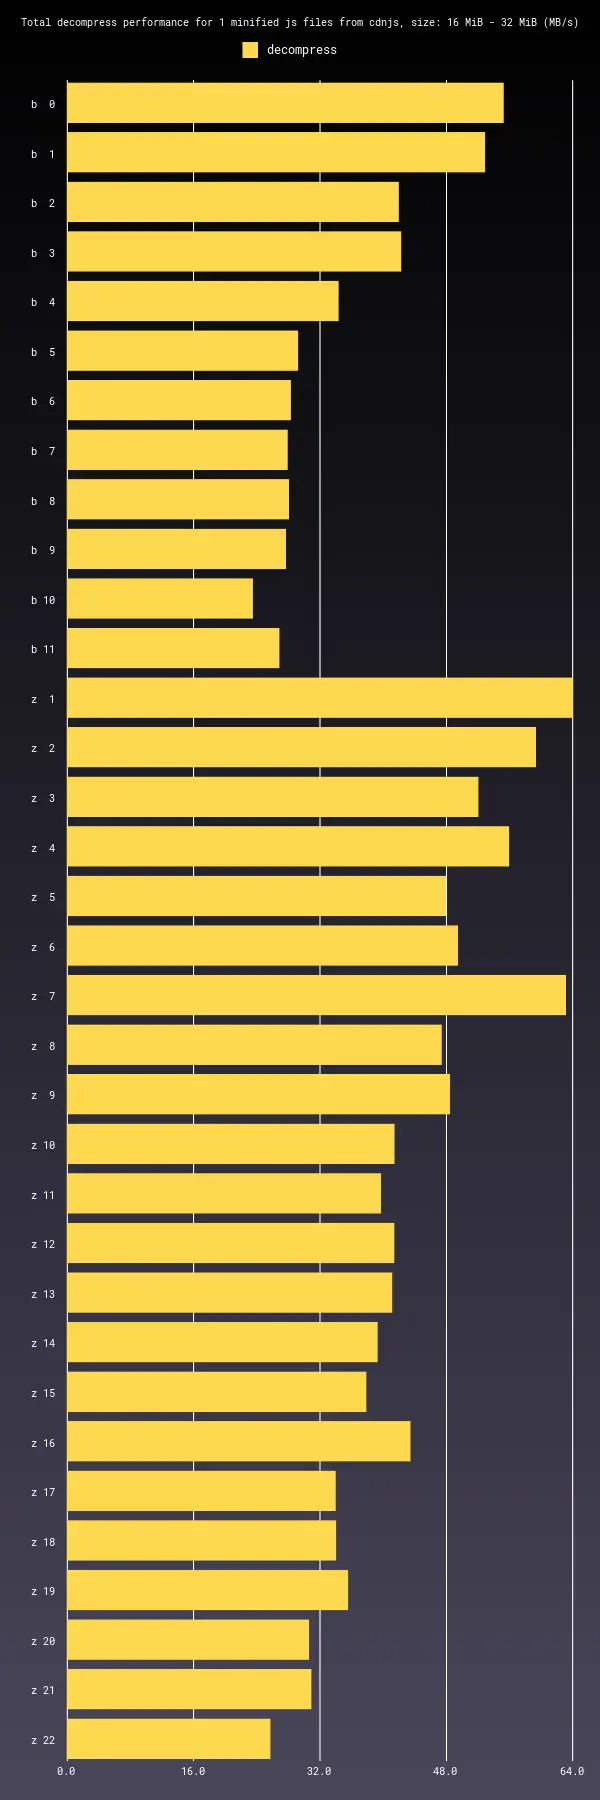 Total decompress performance for 1 minified js files from cdnjs, size: 16 MiB - 32 MiB (MB/s)
decompress
b 0
b 1
b 2
b 3
b 4
b 5
b 6
b 7
b 8
b 9
b 10
b 11
z 1
z 2
z 3
z 4
z 5
z 6
z 7
z 8
z 9
z 10
z 11
z 12
z 13
z 14
z 15
z 16
z 17
z 18
z 19
z 20
z 21
z 22
0.0 16.0 32.0 48.0 64.0